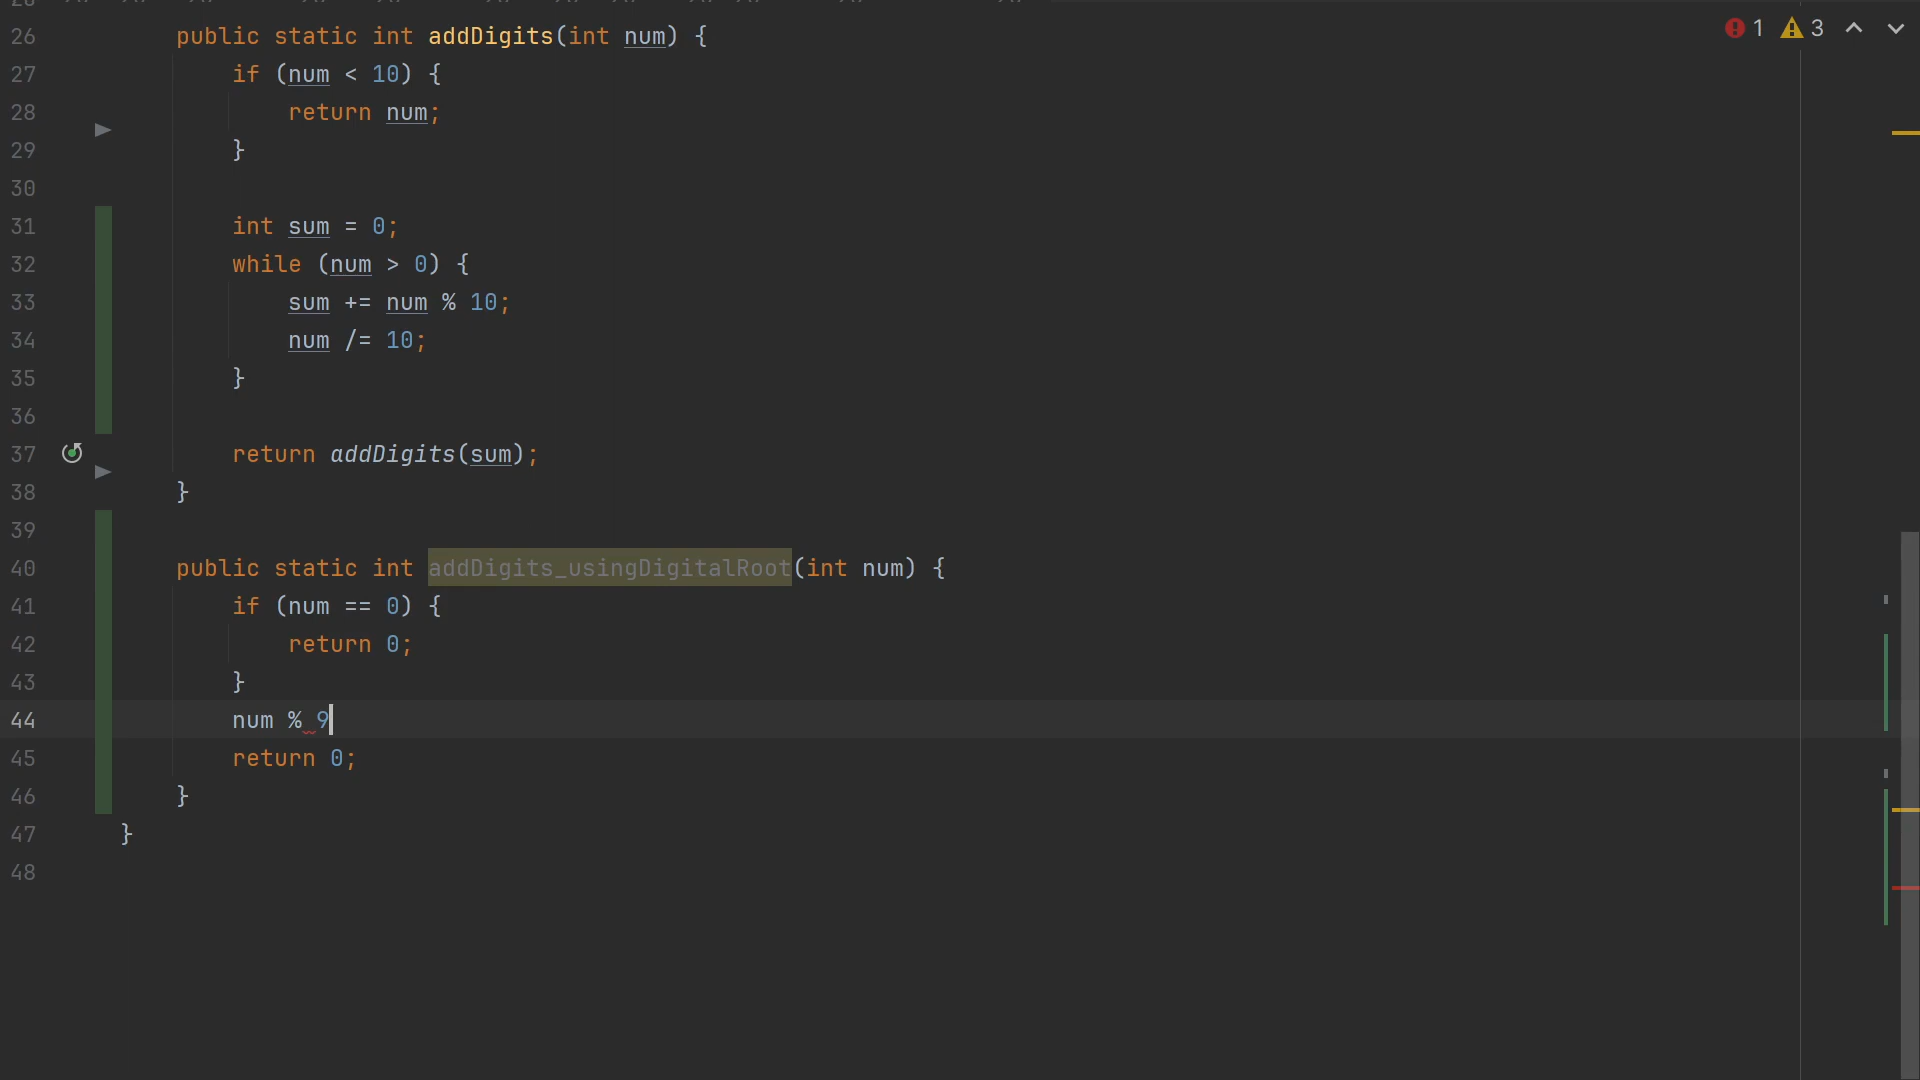 1 3
26 public static int addDigits(int num) {
27 if (num < 10) {
28 return num;
29 }
30
31 int sum = 0;
32 while (num > 0) {
33 sum += num % 10;
34 num /= 10;
35 }
36
37 return addDigits(sum);
38 }
39
40 public static int addDigits_usingDigitalRoot(int num) {
41 if (num == 0) {
42 return 0;
43 }
44 num % 9
45 return 0;
46 }
47 }
48